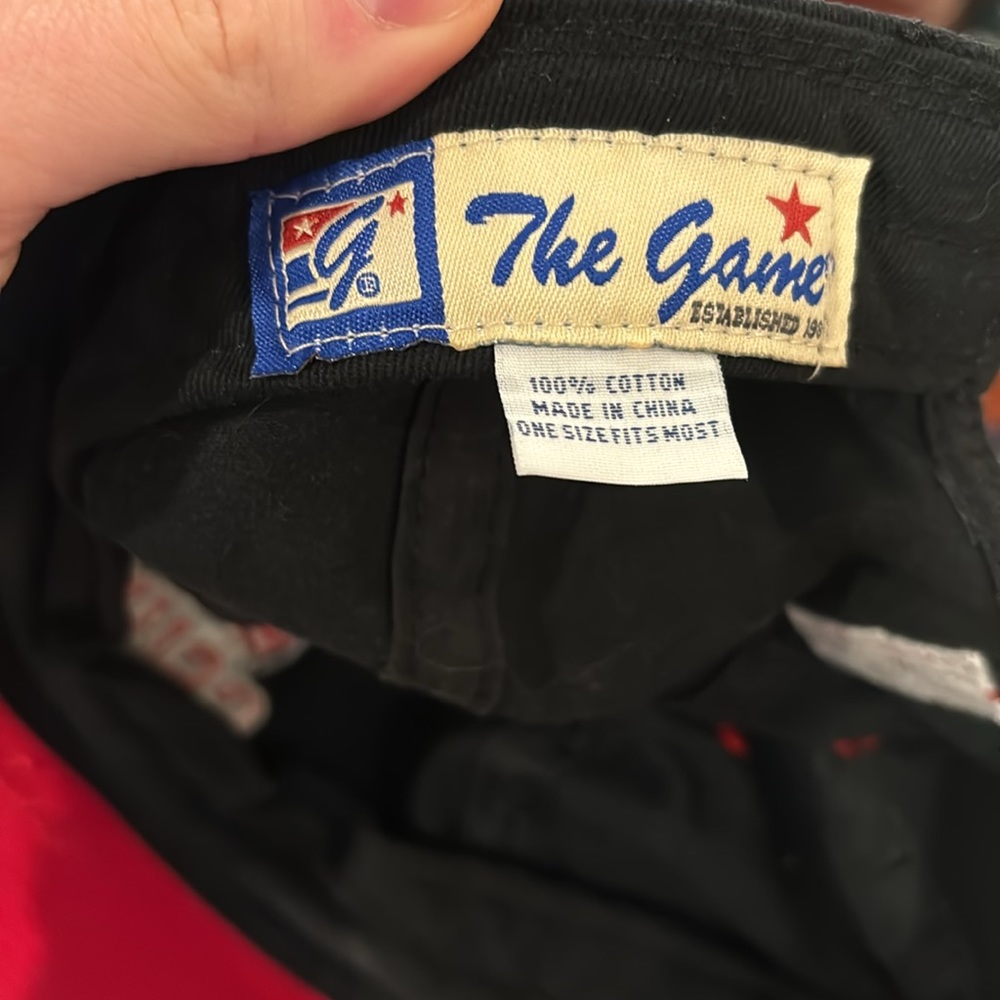 g
The Game
ESTABLISHED
100% COTTON
MADE IN CHINA
ONE SIZE FITS MOST